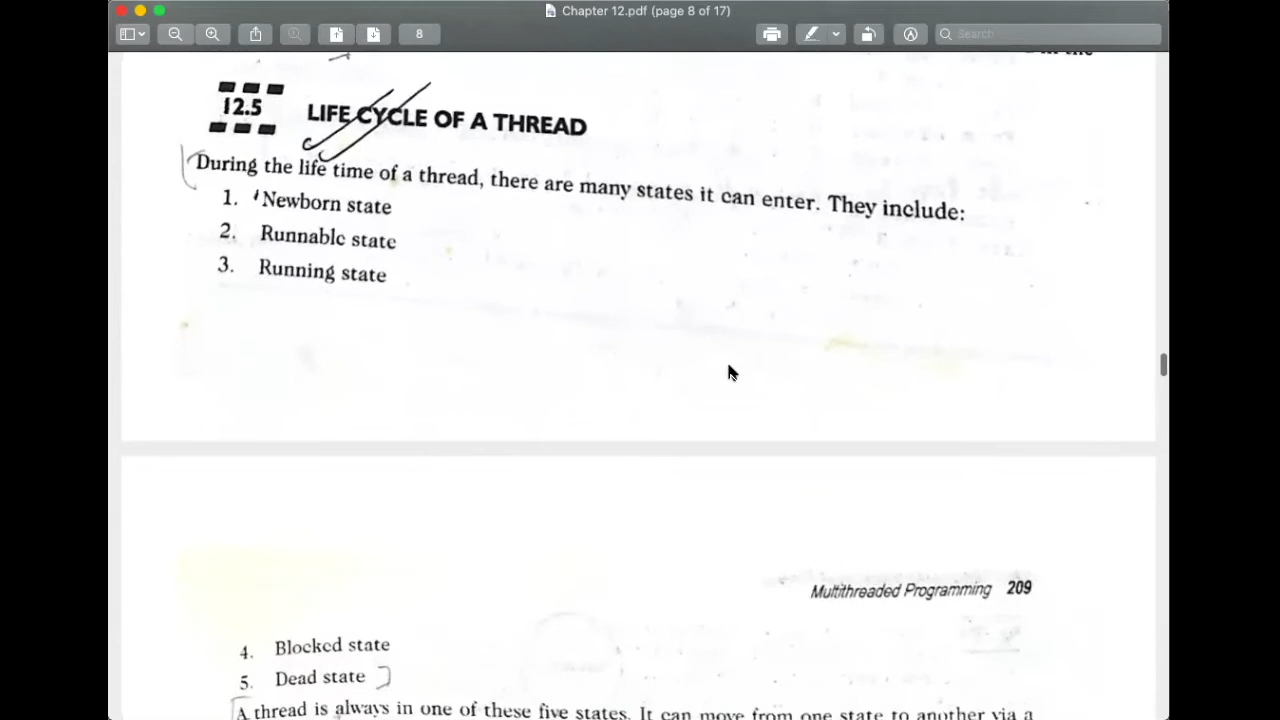 Chapter 12.pdf (page 8 of 17)
8
Search
12.5 LIFE CYCLE OF A THREAD
During the life time of a thread, there are many states it can enter. They include:
1. Newborn state
2. Runnable state
3. Running state
Multithreaded Programming 209
4. Blocked state
5. Dead state
A thread is always in one of these five states. It can move from one state to another via a